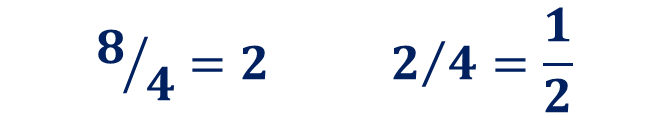 8/4 = 2    2/4 = 1/2